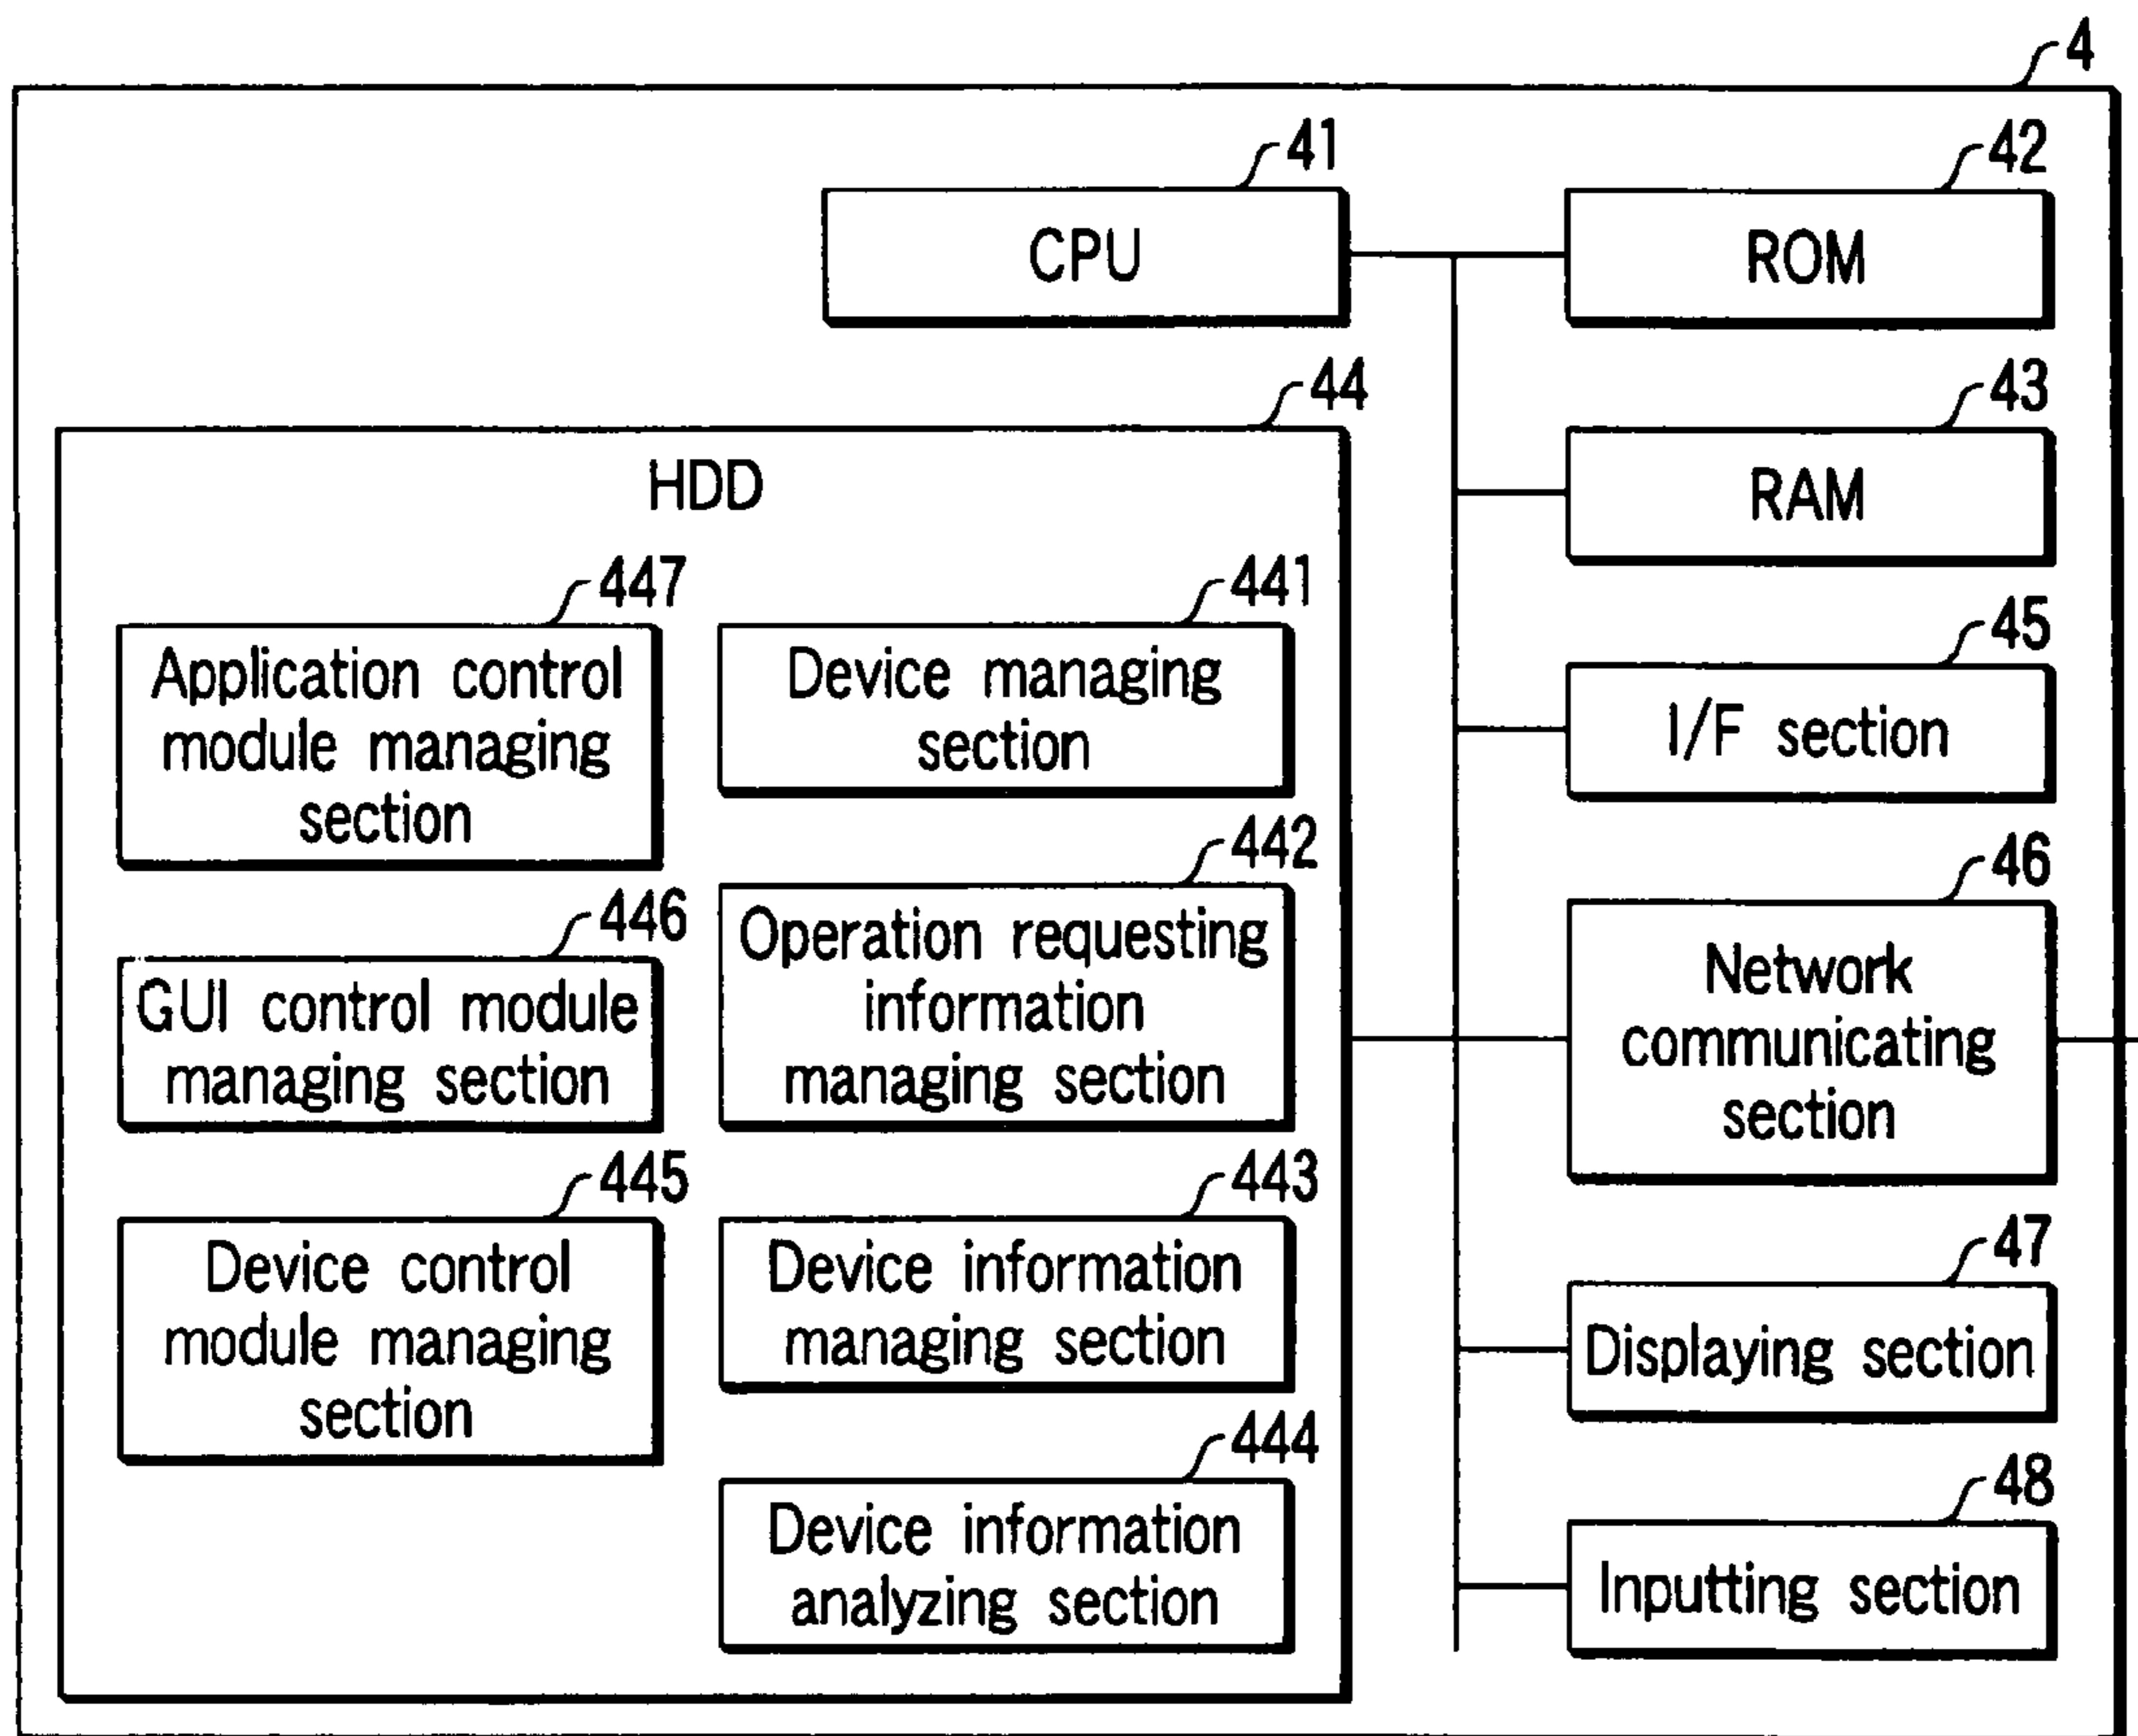 4
41
CPU
42
ROM
44
HDD
43
RAM
447
Application control
module managing
section
441
Device managing
section
45
I/F section
442
Operation requesting
information
managing section
446
GUI control module
managing section
46
Network
communicating
section
445
Device control
module managing
section
443
Device information
managing section
47
Displaying section
444
Device information
analyzing section
48
Inputting section